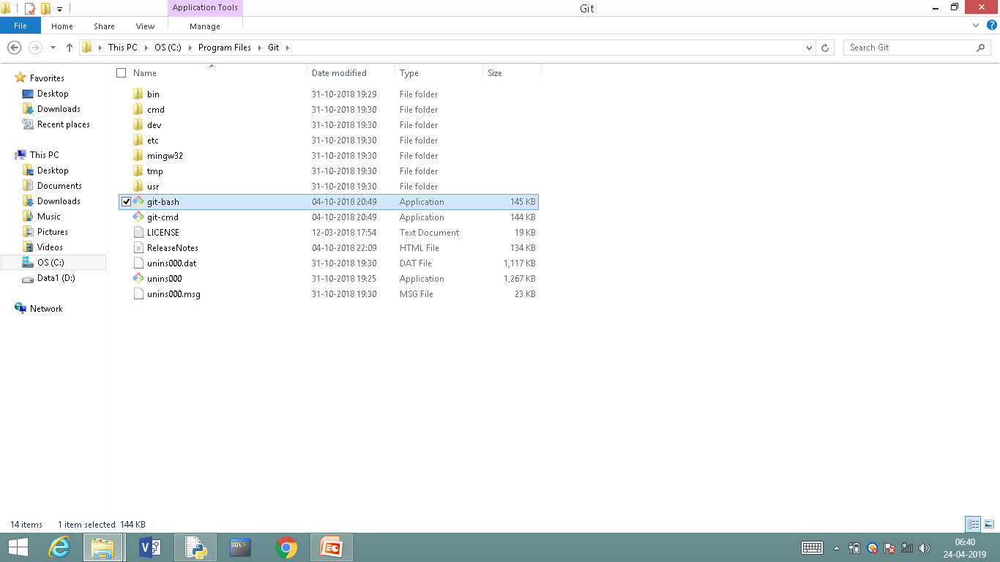 Application Tools
Git
File Home Share View Manage
This PC OS (C:) Program Files Git
Search Git
Name Date modified Type Size
Favorites
Desktop
Downloads
Recent places
This PC
Desktop
Documents
Downloads
Music
Pictures
Videos
OS (C:)
Data1 (D:)
Network
bin 31-10-2018 19:29 File folder
cmd 31-10-2018 19:30 File folder
dev 31-10-2018 19:30 File folder
etc 31-10-2018 19:30 File folder
mingw32 31-10-2018 19:30 File folder
tmp 31-10-2018 19:30 File folder
usr 31-10-2018 19:30 File folder
git-bash 04-10-2018 20:49 Application 145 KB
git-cmd 04-10-2018 20:49 Application 144 KB
LICENSE 12-03-2018 17:54 Text Document 19 KB
ReleaseNotes 04-10-2018 22:09 HTML File 134 KB
unins000.dat 31-10-2018 19:30 DAT File 1,117 KB
unins000 31-10-2018 19:25 Application 1,267 KB
unins000.msg 31-10-2018 19:30 MSG File 23 KB
14 items 1 item selected 144 KB
SQL>
06:40
24-04-2019